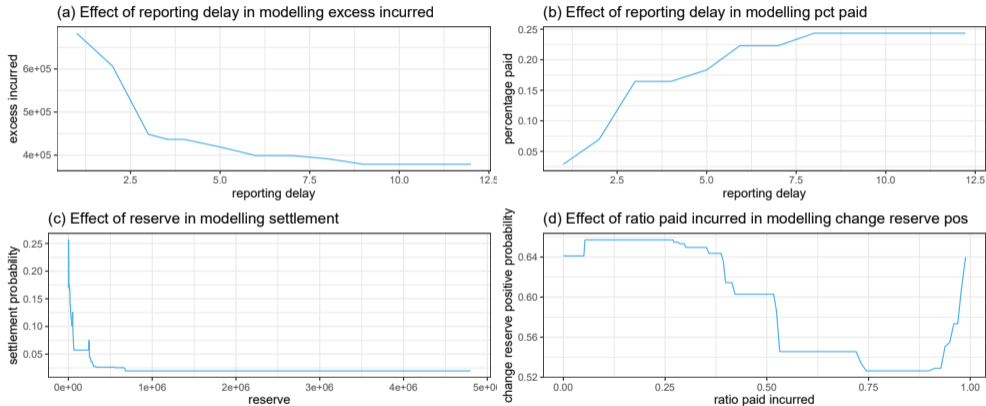 (a) Effect of reporting delay in modelling excess incurred
excess incurred
6e+05
5e+05
4e+05
2.5 5.0 7.5 10.0 12.5
reporting delay
(b) Effect of reporting delay in modelling pct paid
percentage paid
0.25
0.20
0.15
0.10
0.05
2.5 5.0 7.5 10.0 12.5
reporting delay
(c) Effect of reserve in modelling settlement
settlement probability
0.25
0.20
0.15
0.10
0.05
0e+00 1e+06 2e+06 3e+06 4e+06 5e+0
reserve
(d) Effect of ratio paid incurred in modelling change reserve pos
change reserve positive probability
0.64
0.60
0.56
0.52
0.00 0.25 0.50 0.75 1.00
ratio paid incurred